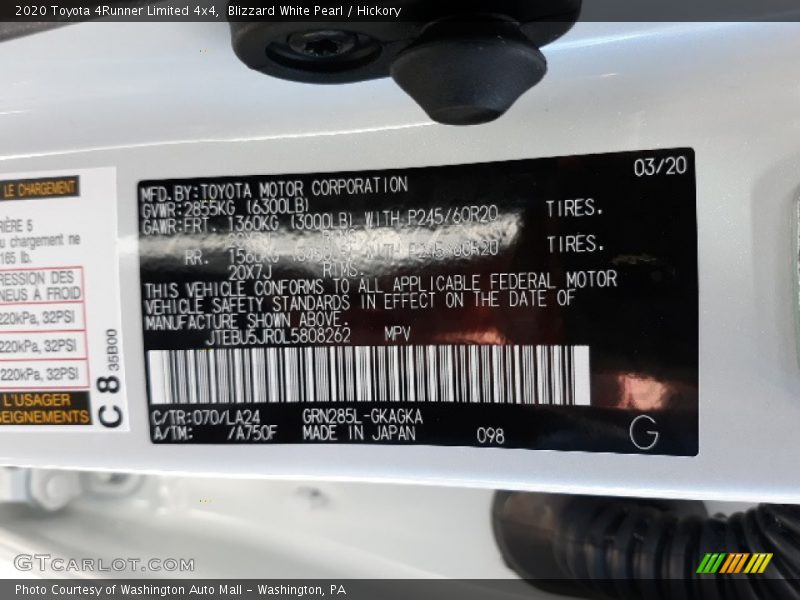 2020 Toyota 4Runner Limited 4x4, Blizzard White Pearl / Hickory
LE CHARGEMENT
RIÈRE 5
u chargement ne
165 lb.
RESSION DES
NEUS À FROID
220kPa, 32PSI
220kPa, 32PSI
220kPa, 32PSI
L'USAGER
SEIGNEMENTS
C 8 35B00
03/20
MFD.BY:TOYOTA MOTOR CORPORATION
GVWR:2855KG (6300LB)
GAWR:FRT. 1360KG (3000LB) WITH P245/60R20 TIRES.
RR. WITH P245/60R20 TIRES.
20X7J RIMS.
THIS VEHICLE CONFORMS TO ALL APPLICABLE FEDERAL MOTOR
VEHICLE SAFETY STANDARDS IN EFFECT ON THE DATE OF
MANUFACTURE SHOWN ABOVE.
JTEBU5JR0L5808262 MPV
C/TR:070/LA24 GRN285L-GKAGKA
A/TM: /A750F MADE IN JAPAN 098
G
GTCARLOT.COM
Photo Courtesy of Washington Auto Mall - Washington, PA